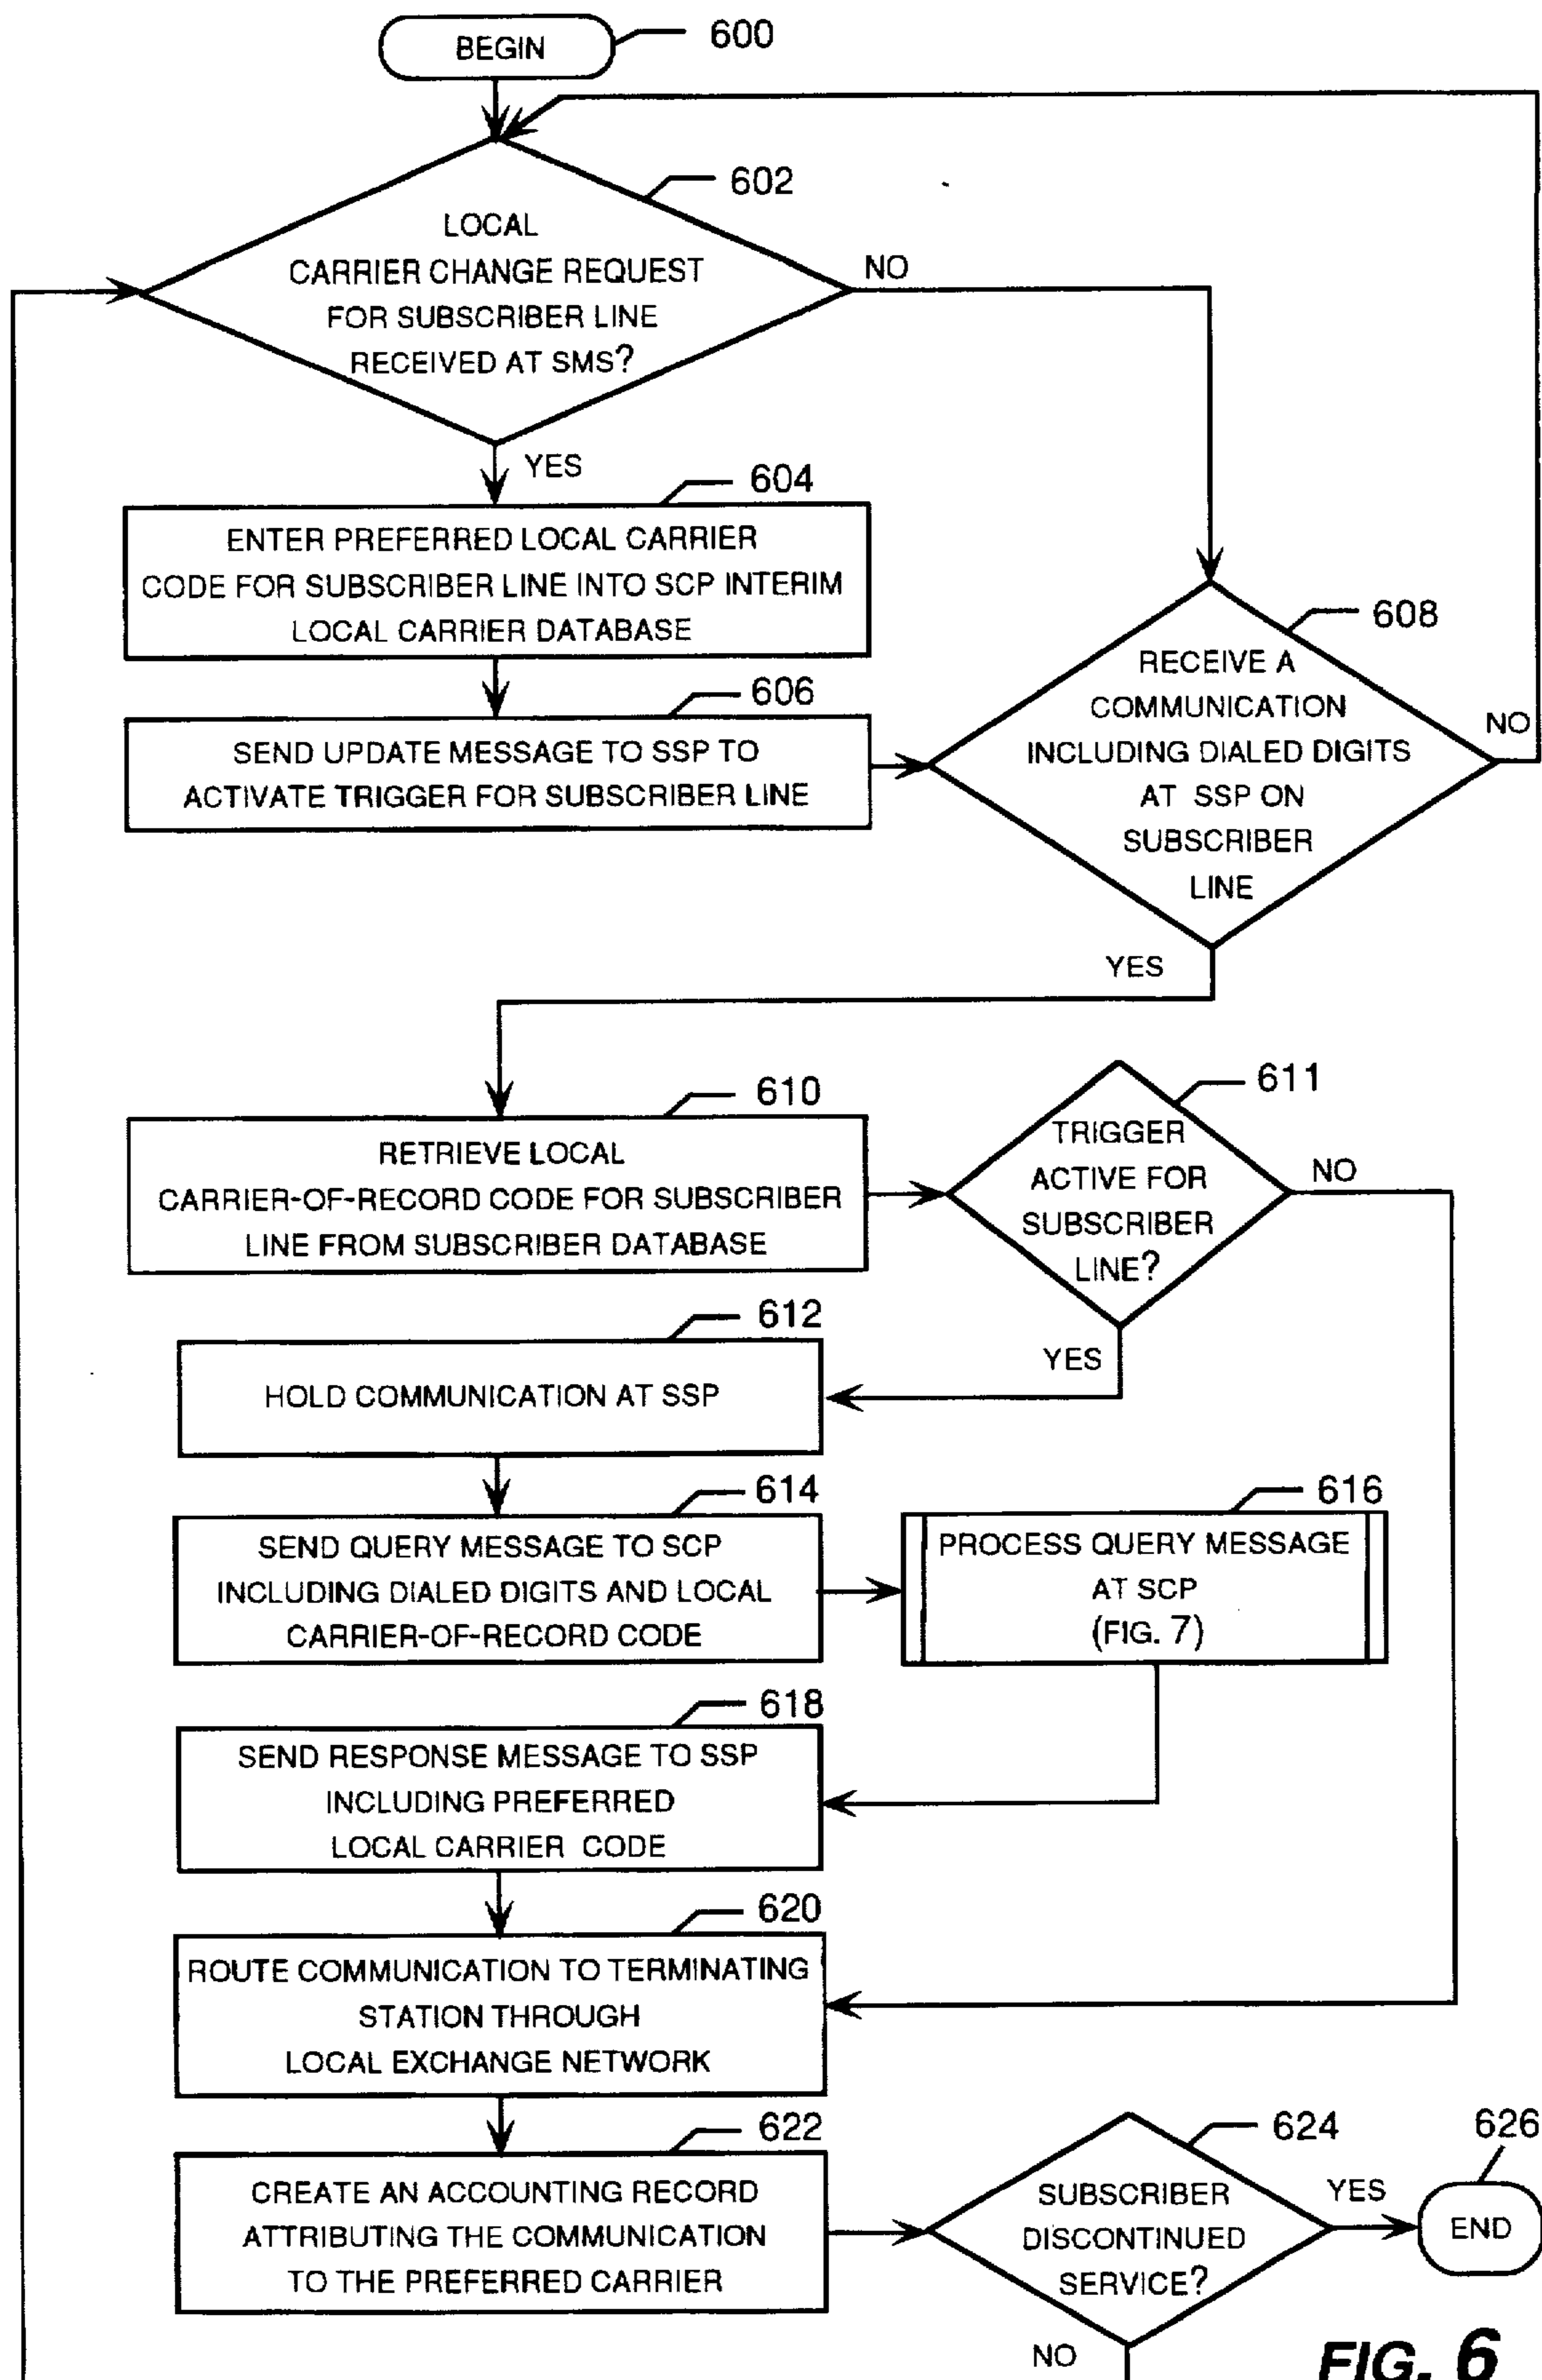 BEGIN
600
602
LOCAL
CARRIER CHANGE REQUEST
FOR SUBSCRIBER LINE
RECEIVED AT SMS?
NO
YES
604
ENTER PREFERRED LOCAL CARRIER
CODE FOR SUBSCRIBER LINE INTO SCP INTERIM
LOCAL CARRIER DATABASE
606
SEND UPDATE MESSAGE TO SSP TO
ACTIVATE TRIGGER FOR SUBSCRIBER LINE
608
RECEIVE A
COMMUNICATION
INCLUDING DIALED DIGITS
AT SSP ON
SUBSCRIBER
LINE
NO
YES
610
RETRIEVE LOCAL
CARRIER-OF-RECORD CODE FOR SUBSCRIBER
LINE FROM SUBSCRIBER DATABASE
611
TRIGGER
ACTIVE FOR
SUBSCRIBER
LINE?
NO
YES
612
HOLD COMMUNICATION AT SSP
614
SEND QUERY MESSAGE TO SCP
INCLUDING DIALED DIGITS AND LOCAL
CARRIER-OF-RECORD CODE
616
PROCESS QUERY MESSAGE
AT SCP
(FIG. 7)
618
SEND RESPONSE MESSAGE TO SSP
INCLUDING PREFERRED
LOCAL CARRIER CODE
620
ROUTE COMMUNICATION TO TERMINATING
STATION THROUGH
LOCAL EXCHANGE NETWORK
622
CREATE AN ACCOUNTING RECORD
ATTRIBUTING THE COMMUNICATION
TO THE PREFERRED CARRIER
624
SUBSCRIBER
DISCONTINUED
SERVICE?
YES
626
END
NO
FIG. 6